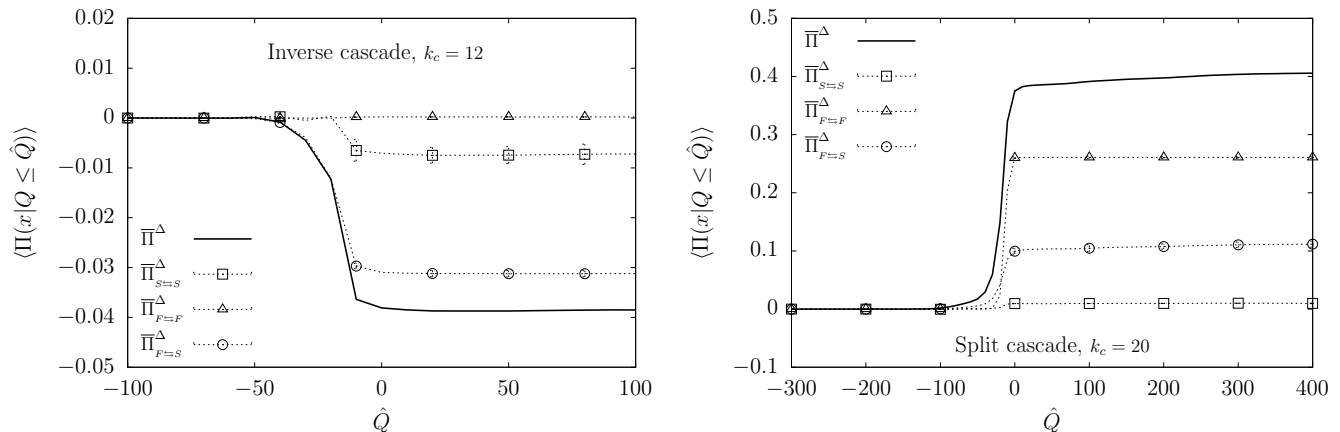 0.02
0.01
0
−0.01
−0.02
−0.03
−0.04
−0.05
−100
−50
0
50
100
⟨Π(x|Q ≤ Q̂)⟩
Q̂
Inverse cascade, k_c = 12
Π̅^Δ
Π̅^Δ_{S⇆S}
Π̅^Δ_{F⇆F}
Π̅^Δ_{F⇆S}
0.5
0.4
0.3
0.2
0.1
0
−0.1
−300
−200
−100
0
100
200
300
400
⟨Π(x|Q ≤ Q̂)⟩
Q̂
Π̅^Δ
Π̅^Δ_{S⇆S}
Π̅^Δ_{F⇆F}
Π̅^Δ_{F⇆S}
Split cascade, k_c = 20